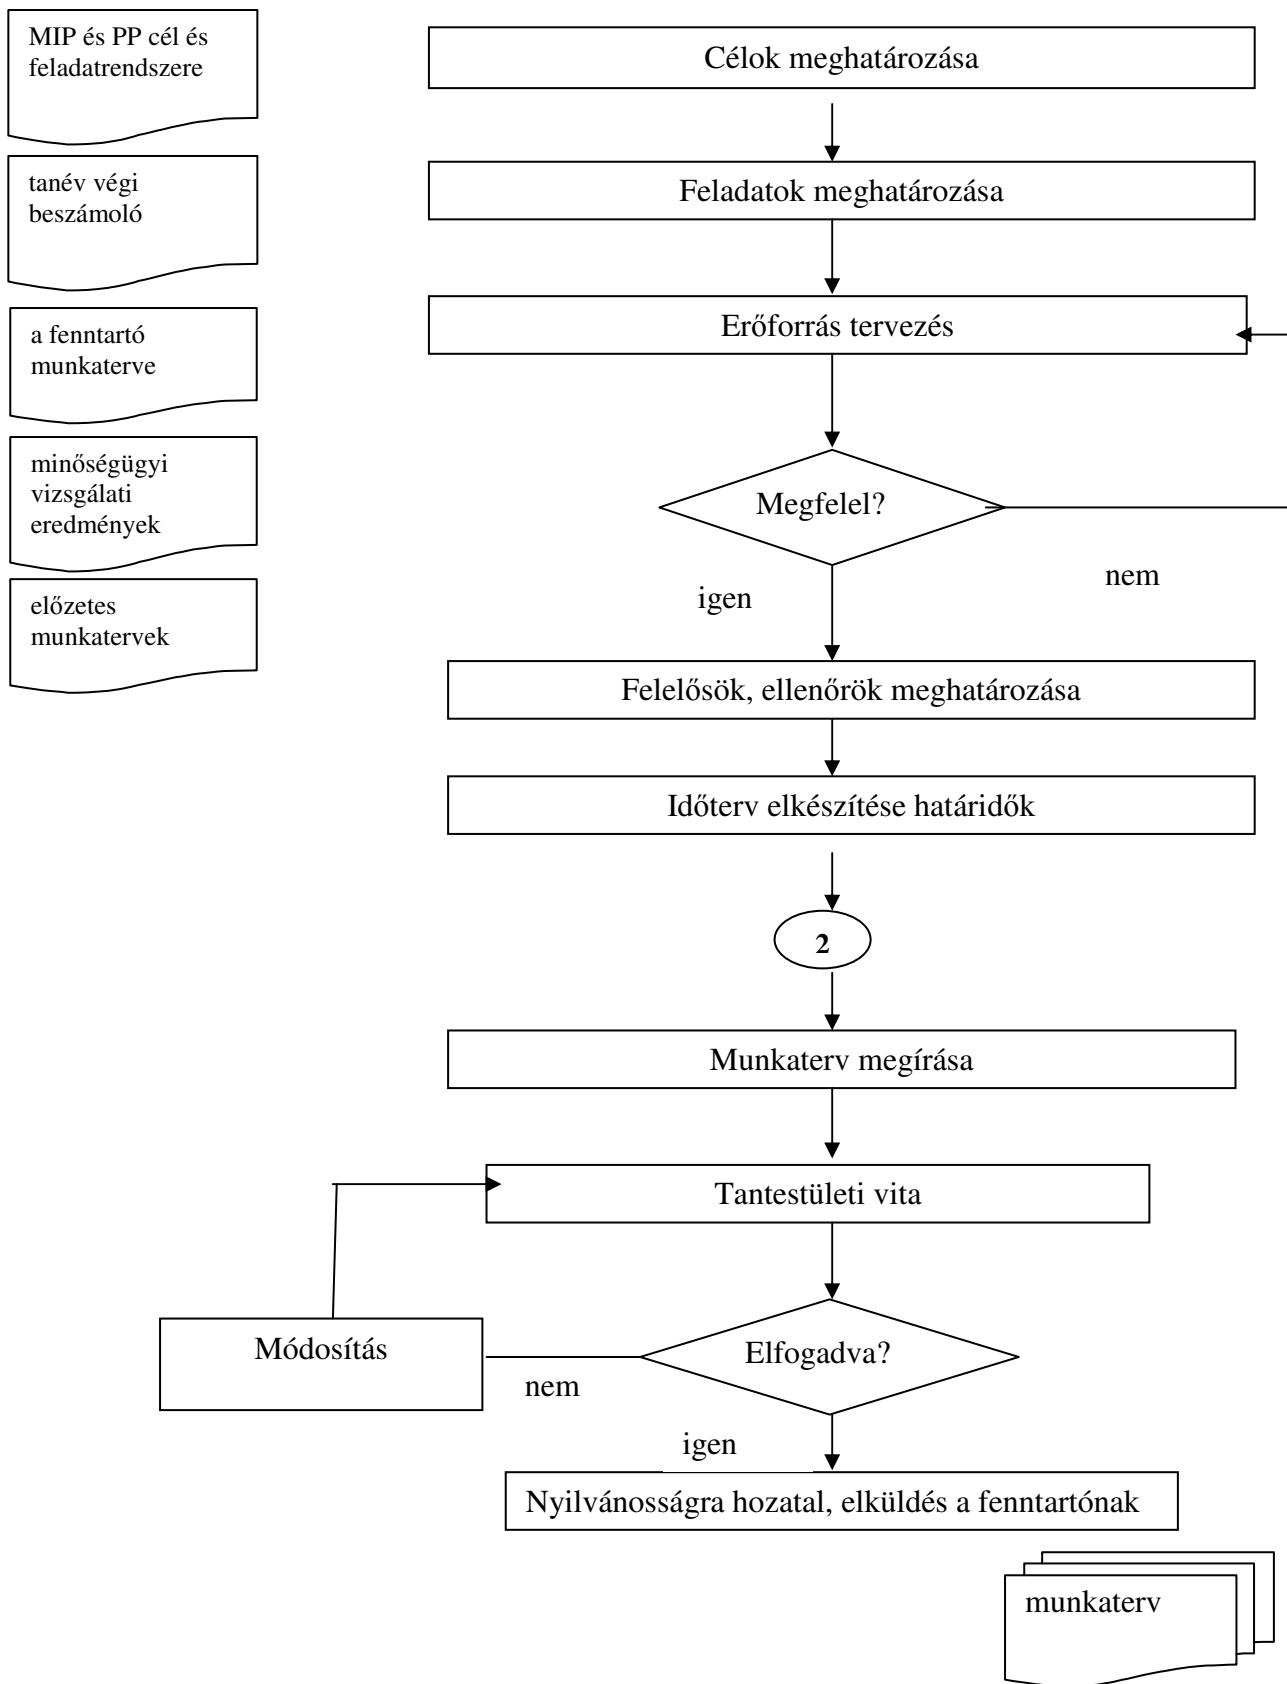 MIP és PP cél és
feladatrendszere
tanév végi
beszámoló
a fenntartó
munkaterve
minőségügyi
vizsgálati
eredmények
előzetes
munkatervek
Célok meghatározása
Feladatok meghatározása
Erőforrás tervezés
Megfelel?
nem
igen
Felelősök, ellenőrök meghatározása
Időterv elkészítése határidők
2
Munkaterv megírása
Tantestületi vita
Módosítás
Elfogadva?
nem
igen
Nyilvánosságra hozatal, elküldés a fenntartónak
munkaterv